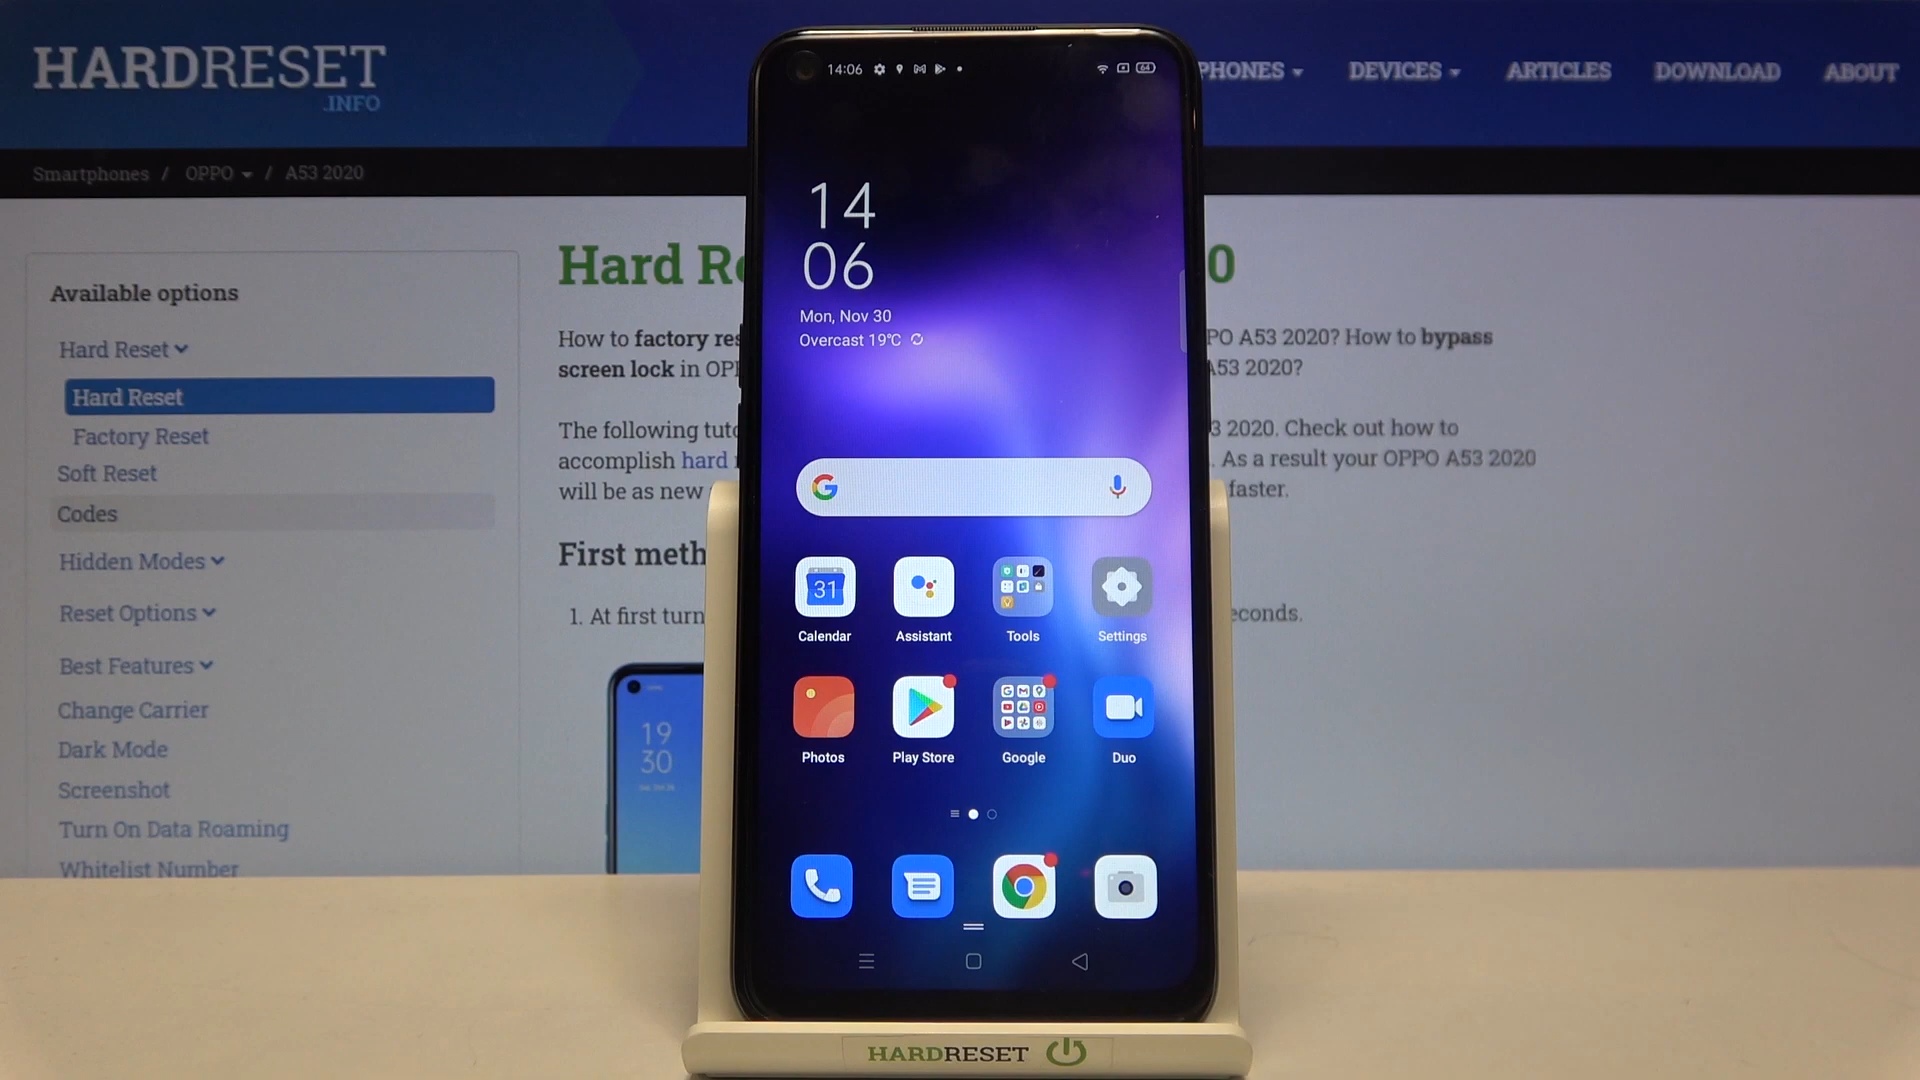 HARDRESET
.INFO
PHONES DEVICES ARTICLES DOWNLOAD ABOUT
Smartphones / OPPO / A53 2020
Available options
Hard Reset
Hard Reset
Factory Reset
Soft Reset
Codes
Hidden Modes
Reset Options
Best Features
Change Carrier
Dark Mode
Screenshot
Turn On Data Roaming
Whitelist Number
Hard Re 0
How to factory res PO A53 2020? How to bypass
screen lock in OPP A53 2020?
The following tuto 3 2020. Check out how to
accomplish hard . As a result your OPPO A53 2020
will be as new faster.
First meth
1. At first turn econds.
19
30
14:06
64
14
06
Mon, Nov 30
Overcast 19°C
31
Calendar Assistant Tools Settings
Photos Play Store Google Duo
HARDRESET